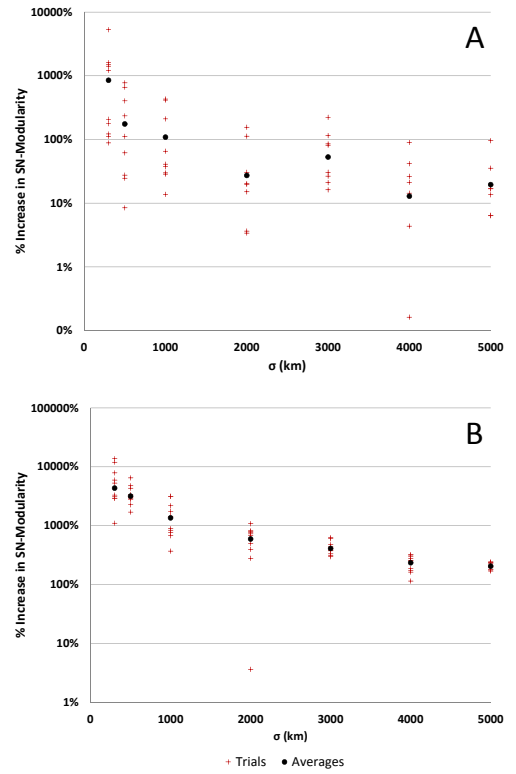 A
10000%
1000%
100%
10%
1%
0%
% Increase in SN-Modularity
0 1000 2000 3000 4000 5000
σ (km)
B
100000%
10000%
1000%
100%
10%
1%
% Increase in SN-Modularity
0 1000 2000 3000 4000 5000
σ (km)
+ Trials ● Averages